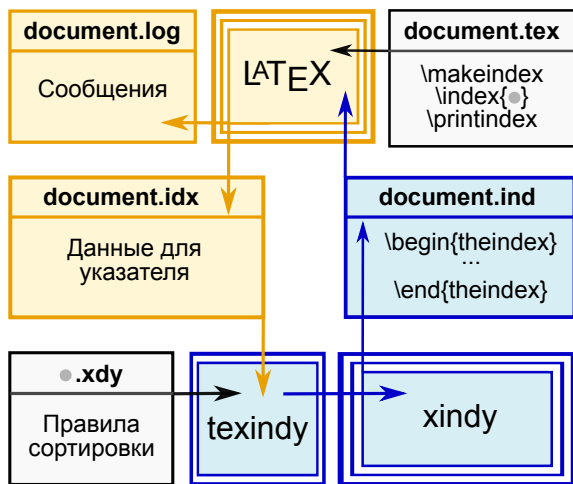 document.log
Сообщения
LATEX
document.tex
\makeindex
\index{●}
\printindex
document.idx
Данные для
указателя
document.ind
\begin{theindex}
...
\end{theindex}
●.xdy
Правила
сортировки
texindy
xindy